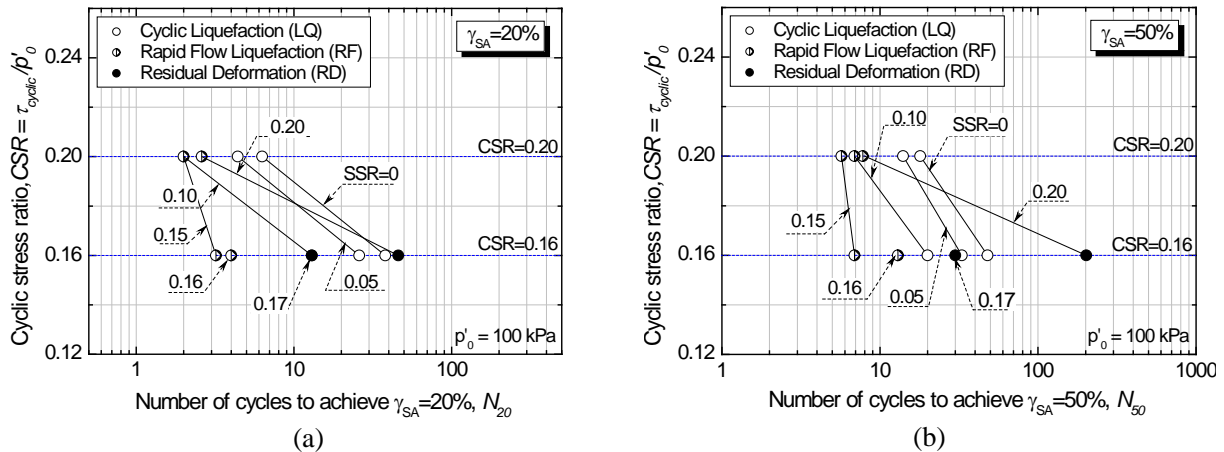 Cyclic Liquefaction (LQ)
Rapid Flow Liquefaction (RF)
Residual Deformation (RD)
γSA=20%
0.24
0.20
0.16
0.12
Cyclic stress ratio, CSR = τcyclic/p'0
0.20
CSR=0.20
0.10
SSR=0
0.15
CSR=0.16
0.16
0.17
0.05
p'0 = 100 kPa
1
10
100
Number of cycles to achieve γSA=20%, N20
(a)
Cyclic Liquefaction (LQ)
Rapid Flow Liquefaction (RF)
Residual Deformation (RD)
γSA=50%
0.24
0.20
0.16
0.12
Cyclic stress ratio, CSR = τcyclic/p'0
0.10
SSR=0
CSR=0.20
0.20
0.15
CSR=0.16
0.16
0.05
0.17
p'0 = 100 kPa
1
10
100
1000
Number of cycles to achieve γSA=50%, N50
(b)